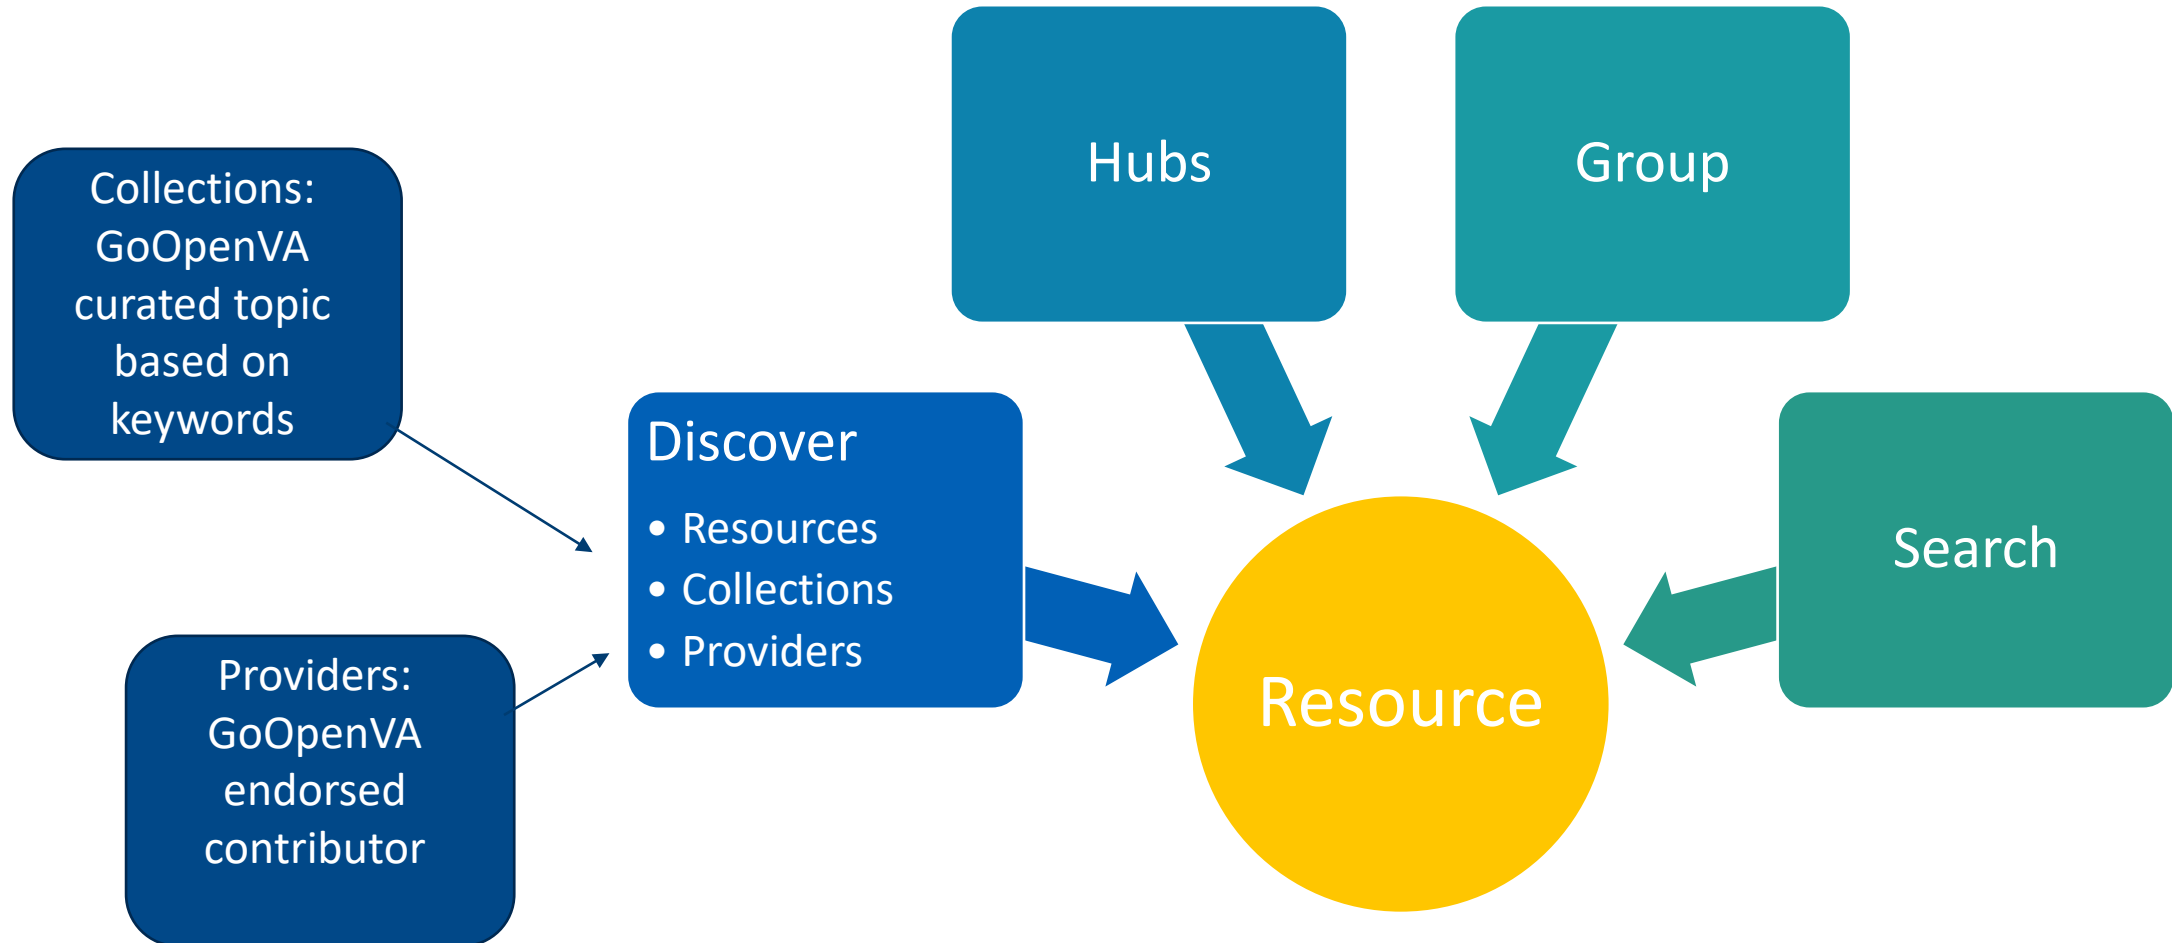 Hubs
Group
Collections:
GoOpenVA
curated topic
based on
keywords
Discover
• Resources
• Collections
• Providers
Search
Providers:
GoOpenVA
endorsed
contributor
Resource